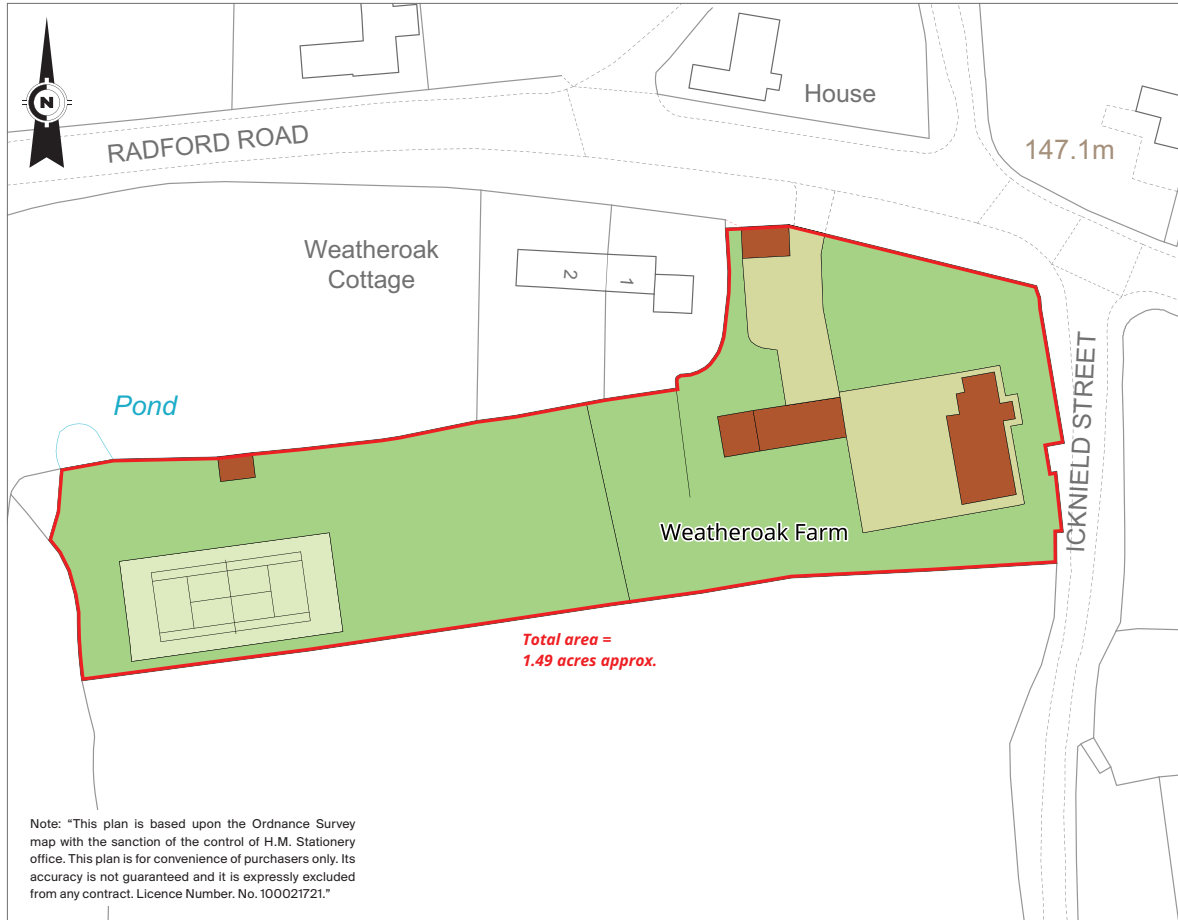 House
N
RADFORD ROAD
147.1m
Weatheroak
Cottage
2
1
Pond
ICKNIELD STREET
Weatheroak Farm
Total area =
1.49 acres approx.
Note: “This plan is based upon the Ordnance Survey
map with the sanction of the control of H.M. Stationery
office. This plan is for convenience of purchasers only. Its
accuracy is not guaranteed and it is expressly excluded
from any contract. Licence Number. No. 100021721.”